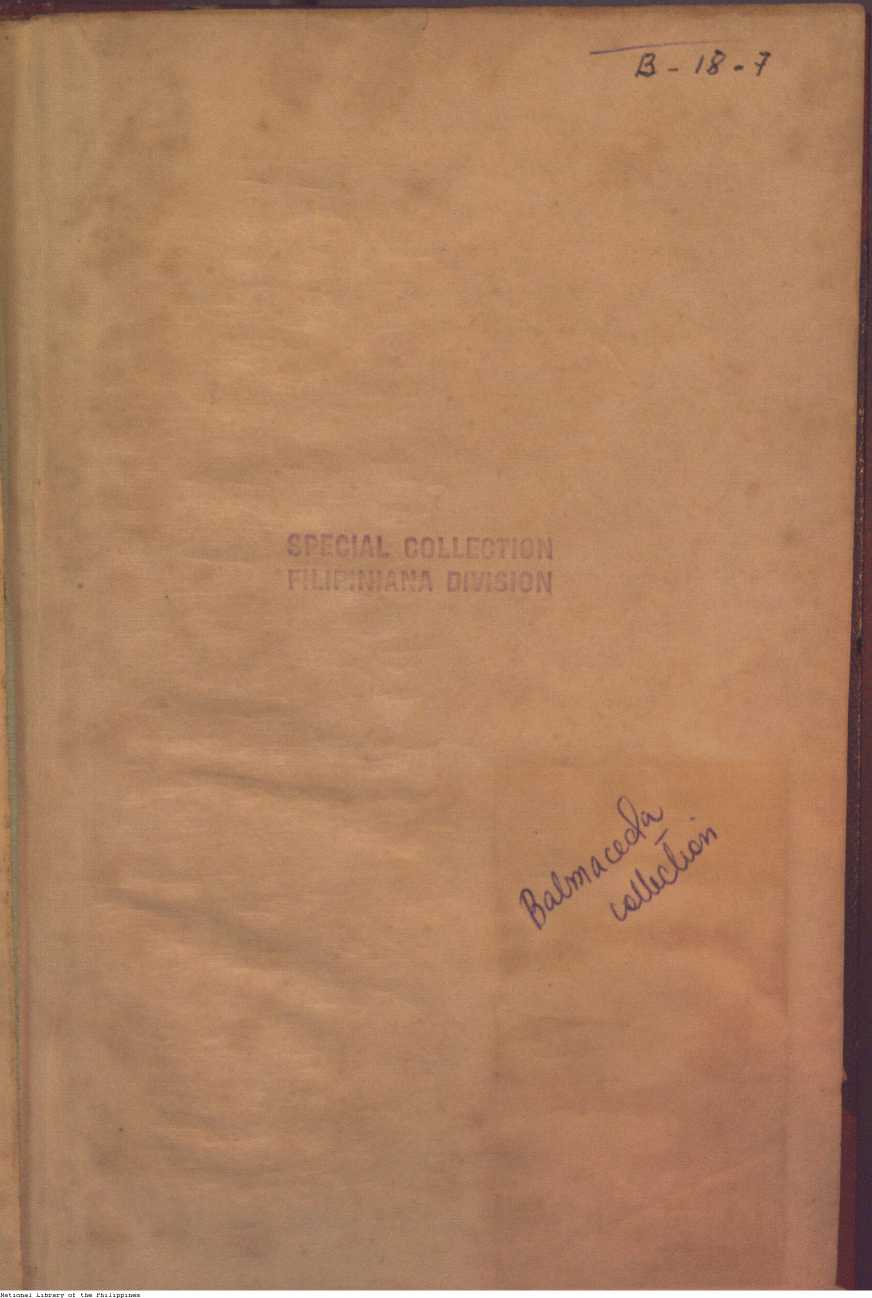 B - 18 - 7
SPECIAL COLLECTION
FILIPINIANA DIVISION
Balmaceda
collection
National Library of the Philippines